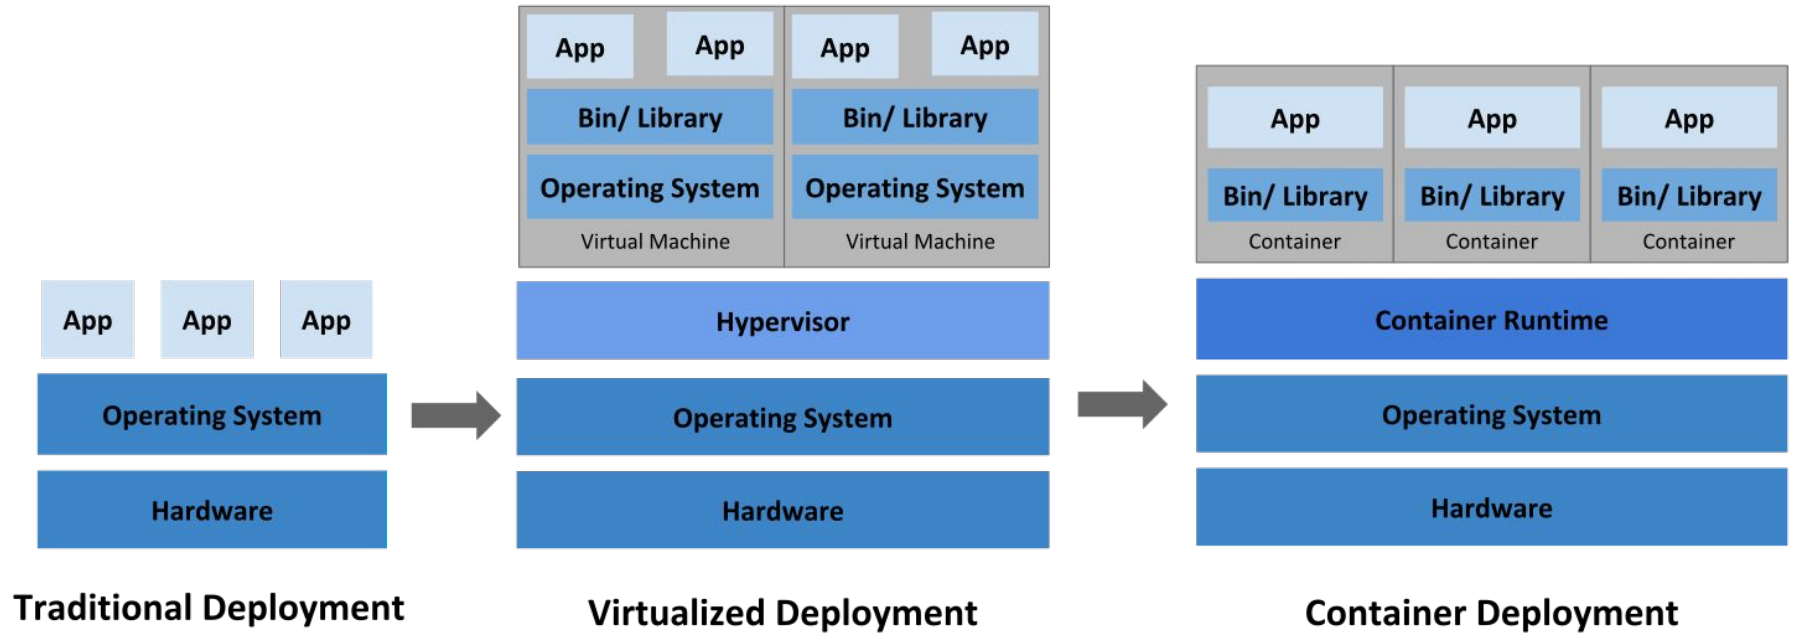 App App App
Operating System
Hardware
Traditional Deployment
App App App App
Bin/ Library Bin/ Library
Operating System Operating System
Virtual Machine Virtual Machine
Hypervisor
Operating System
Hardware
Virtualized Deployment
App App App
Bin/ Library Bin/ Library Bin/ Library
Container Container Container
Container Runtime
Operating System
Hardware
Container Deployment